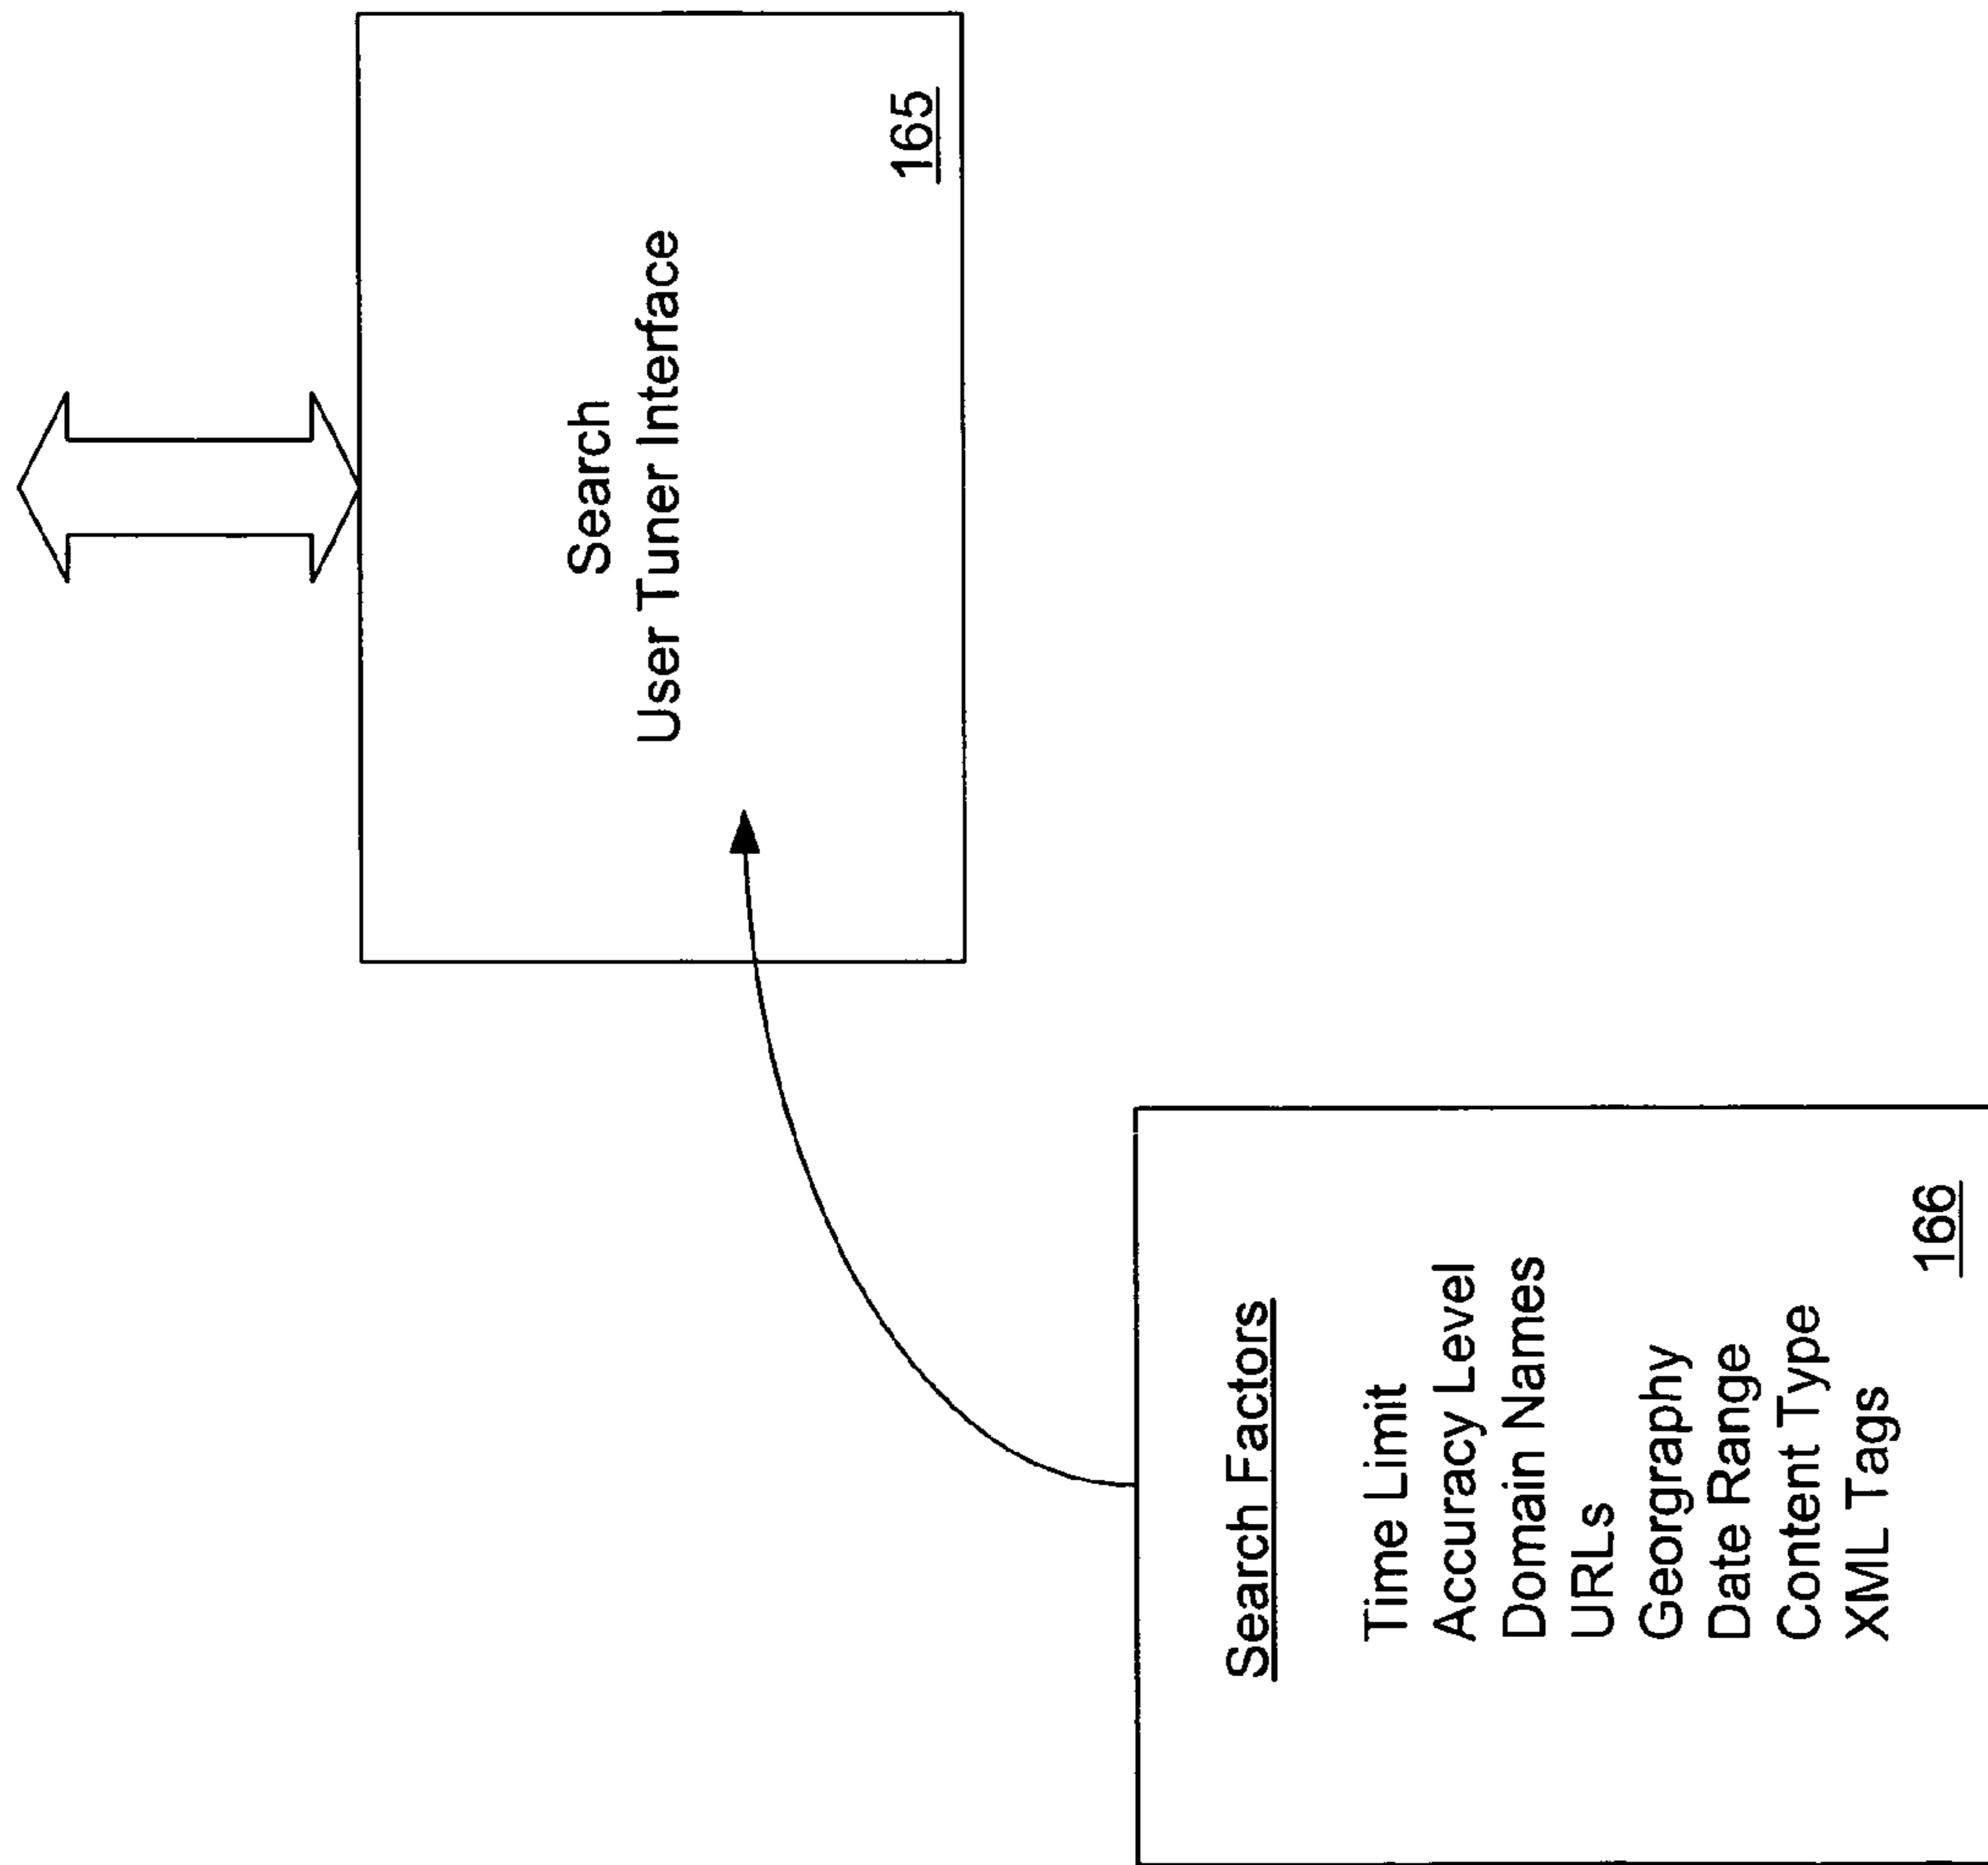 Search
User Tuner Interface
165
Search Factors
Time Limit
Accuracy Level
Domain Names
URLs
Georgraphy
Date Range
Content Type
XML Tags
166